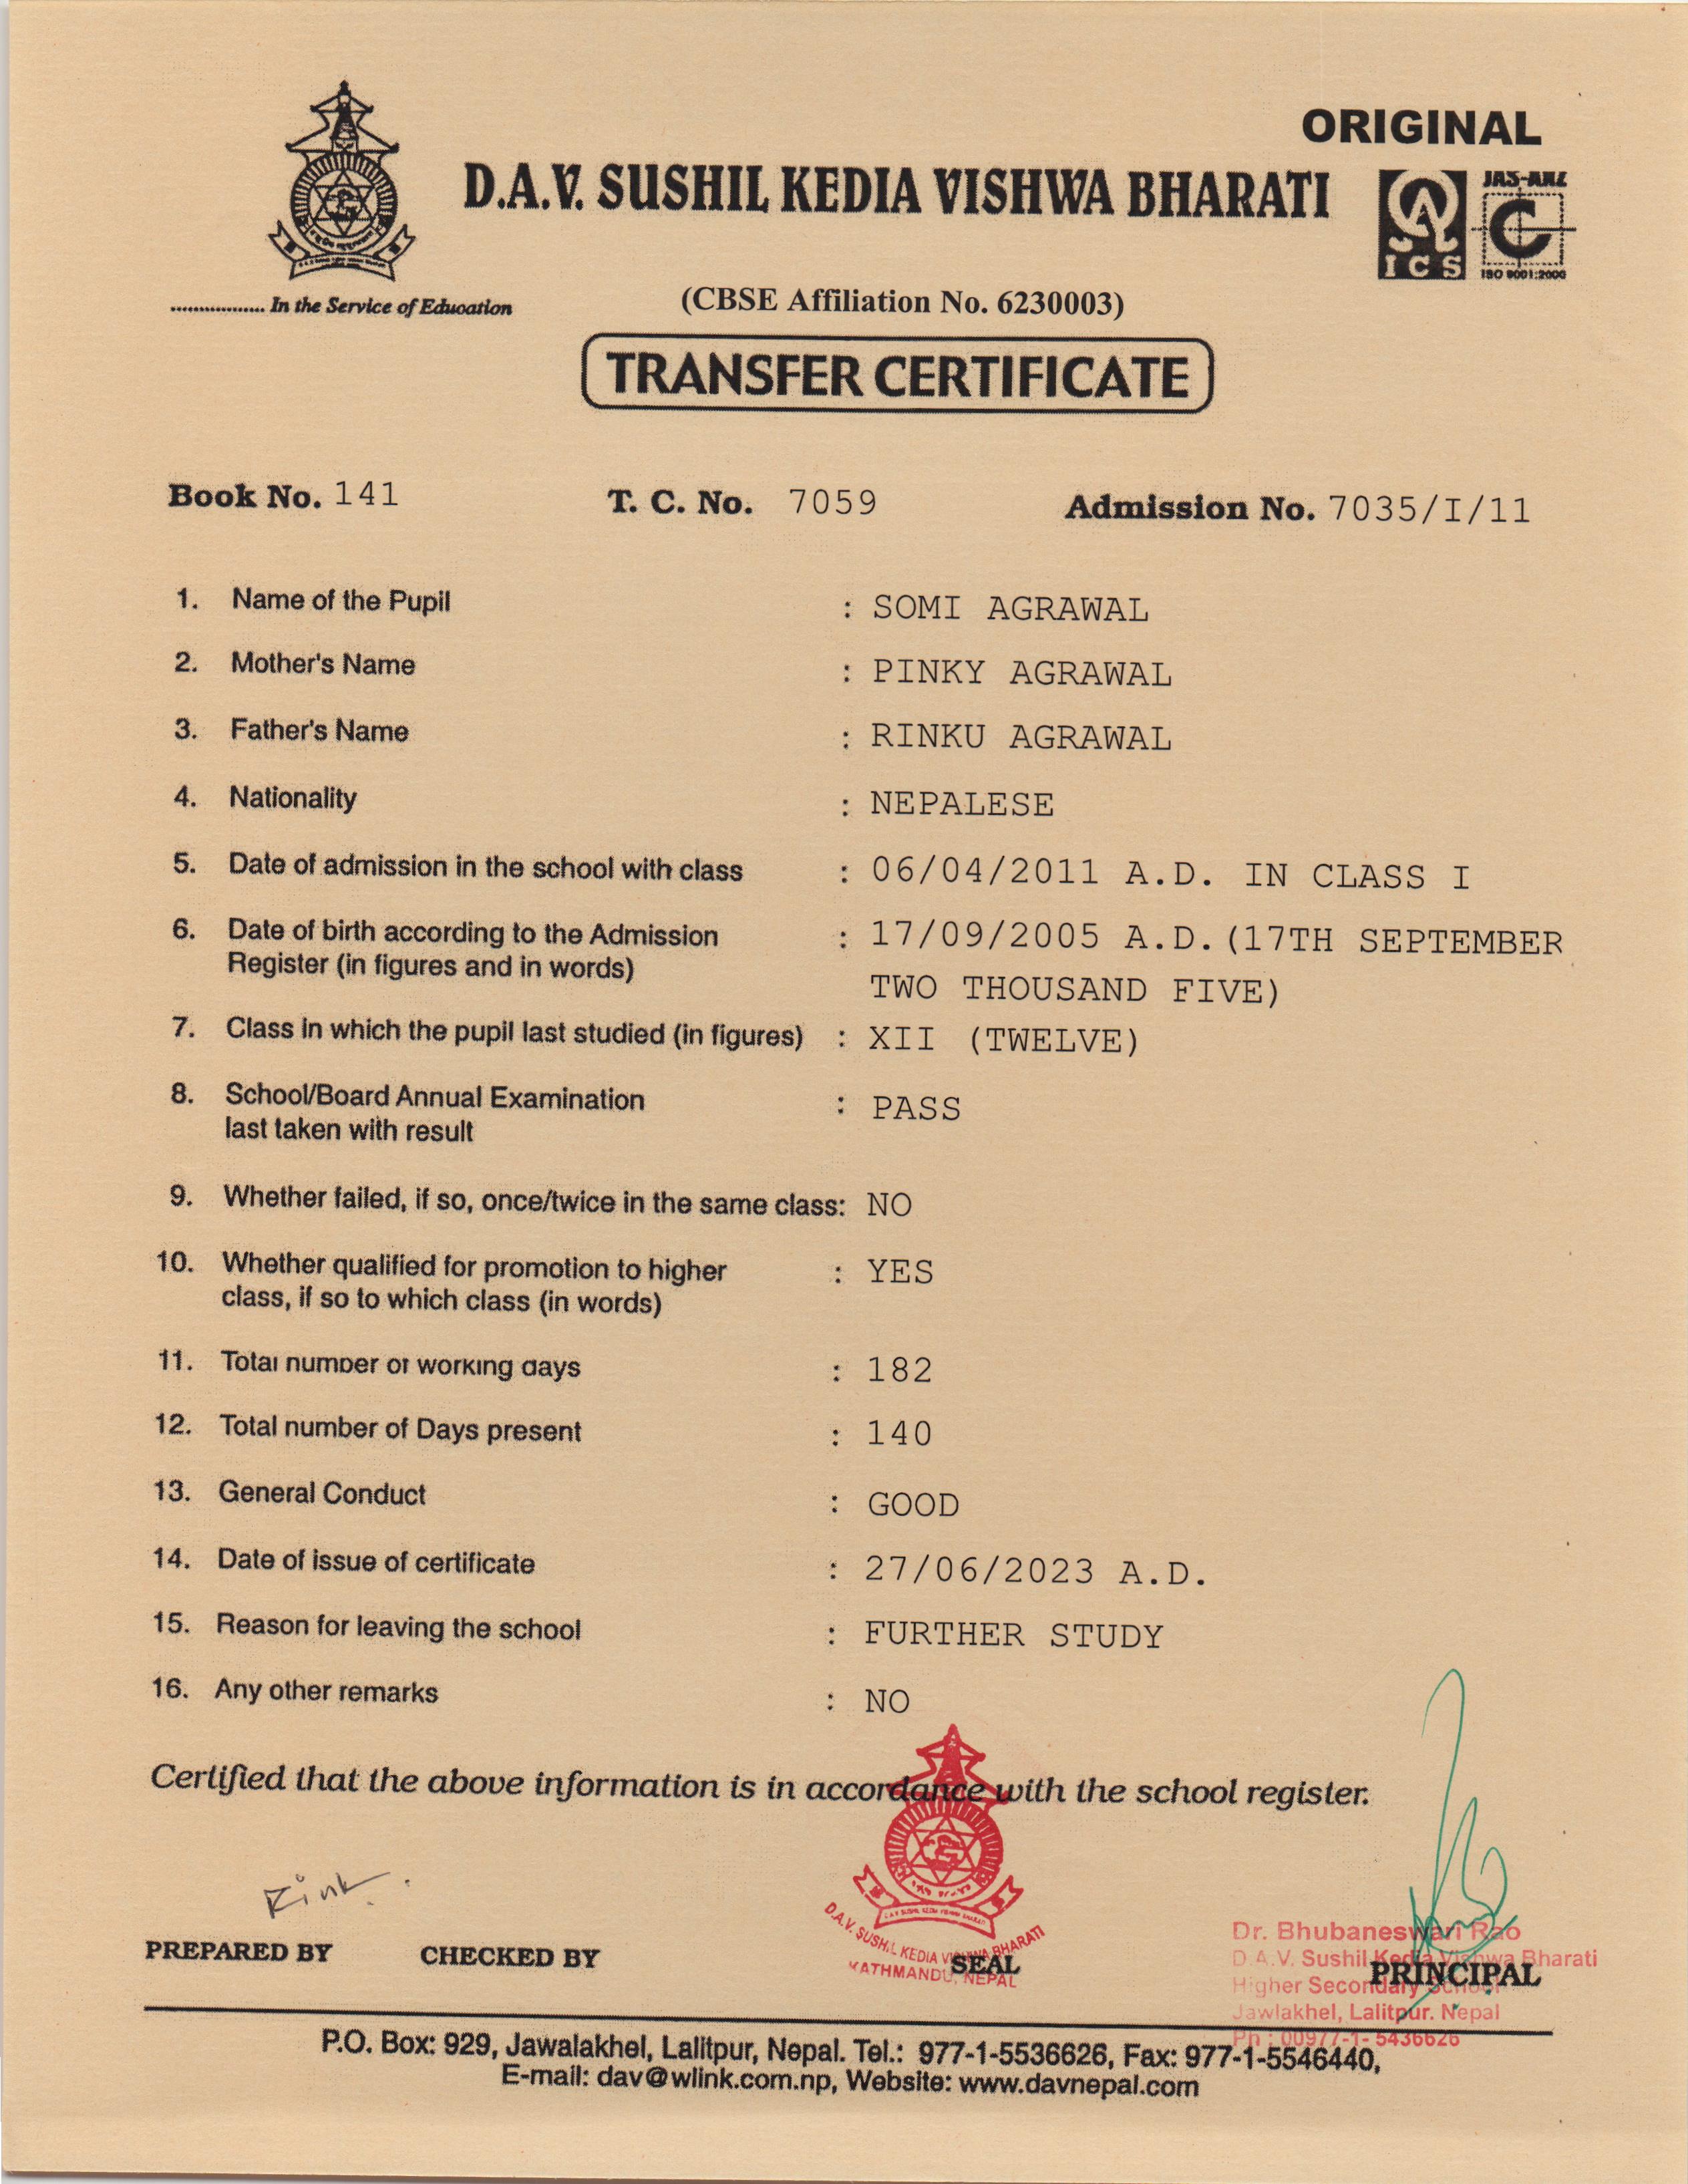 ORIGINAL
D.A.V. SUSHIL KEDIA VISHWA BHARATI
ICS
JAS-ANZ
ISO 9001:2000
.................. In the Service of Education
(CBSE Affiliation No. 6230003)
TRANSFER CERTIFICATE
Book No. 141 T. C. No. 7059 Admission No. 7035/I/11
1. Name of the Pupil : SOMI AGRAWAL
2. Mother's Name : PINKY AGRAWAL
3. Father's Name : RINKU AGRAWAL
4. Nationality : NEPALESE
5. Date of admission in the school with class : 06/04/2011 A.D. IN CLASS I
6. Date of birth according to the Admission : 17/09/2005 A.D.(17TH SEPTEMBER
Register (in figures and in words) TWO THOUSAND FIVE)
7. Class in which the pupil last studied (in figures) : XII (TWELVE)
8. School/Board Annual Examination : PASS
last taken with result
9. Whether failed, if so, once/twice in the same class: NO
10. Whether qualified for promotion to higher : YES
class, if so to which class (in words)
11. Total number of working days : 182
12. Total number of Days present : 140
13. General Conduct : GOOD
14. Date of issue of certificate : 27/06/2023 A.D.
15. Reason for leaving the school : FURTHER STUDY
16. Any other remarks : NO
Certified that the above information is in accordance with the school register.
D.A.V. SUSHIL KEDIA VISHWA BHARATI
KATHMANDU, NEPAL
Dr. Bhubaneswari Rao
D.A.V. Sushil Kedia Vishwa Bharati
Higher Secondary School
Jawlakhel, Lalitpur. Nepal
Ph : 00977-1- 5436626
PREPARED BY CHECKED BY SEAL PRINCIPAL
P.O. Box: 929, Jawalakhel, Lalitpur, Nepal. Tel.: 977-1-5536626, Fax: 977-1-5546440,
E-mail: dav@wlink.com.np, Website: www.davnepal.com